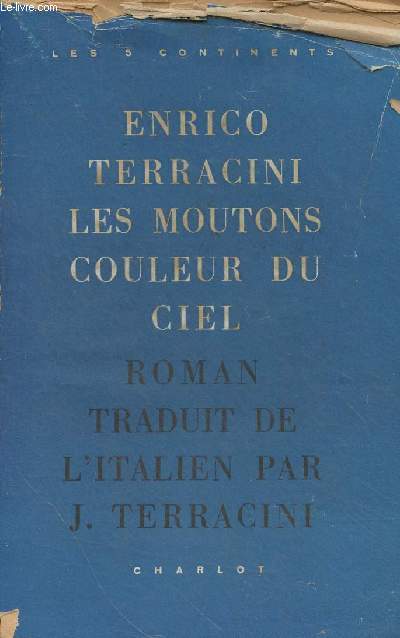 Le-livre.com
LES 5 CONTINENTS
ENRICO
TERRACINI
LES MOUTONS
COULEUR DU
CIEL
ROMAN
TRADUIT DE
L'ITALIEN PAR
J. TERRACINI
CHARLOT